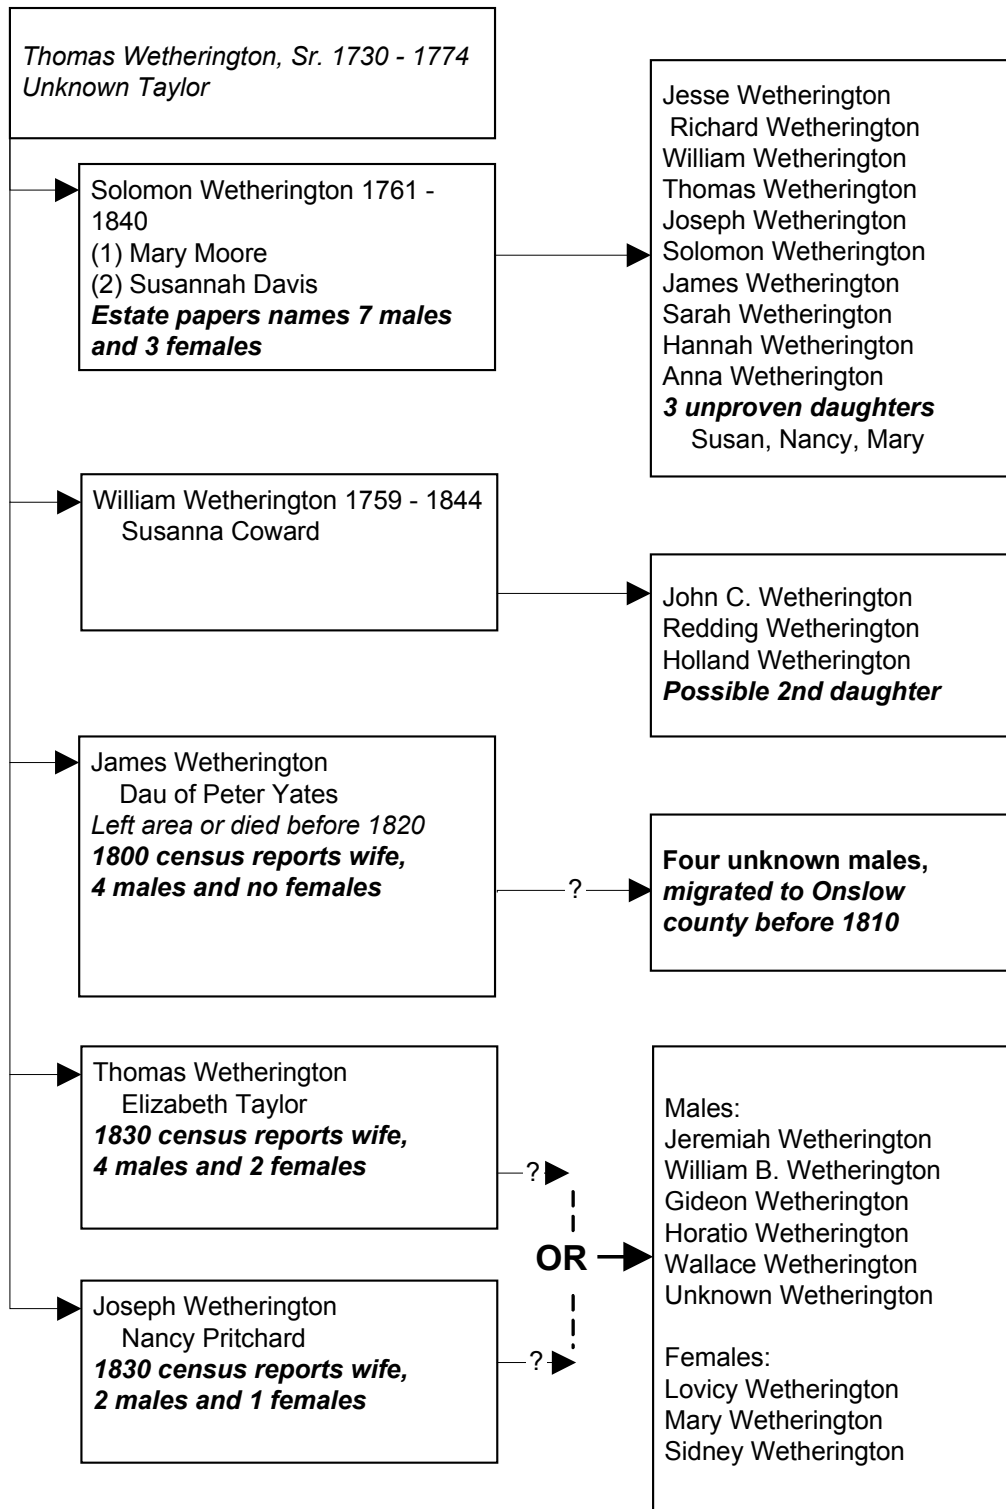 Thomas Wetherington, Sr. 1730 - 1774
Unknown Taylor
Solomon Wetherington 1761 -
1840
(1) Mary Moore
(2) Susannah Davis
Estate papers names 7 males
and 3 females
Jesse Wetherington
Richard Wetherington
William Wetherington
Thomas Wetherington
Joseph Wetherington
Solomon Wetherington
James Wetherington
Sarah Wetherington
Hannah Wetherington
Anna Wetherington
3 unproven daughters
Susan, Nancy, Mary
William Wetherington 1759 - 1844
Susanna Coward
John C. Wetherington
Redding Wetherington
Holland Wetherington
Possible 2nd daughter
James Wetherington
Dau of Peter Yates
Left area or died before 1820
1800 census reports wife,
4 males and no females
?
Four unknown males,
migrated to Onslow
county before 1810
Thomas Wetherington
Elizabeth Taylor
1830 census reports wife,
4 males and 2 females
?
OR
Joseph Wetherington
Nancy Pritchard
1830 census reports wife,
2 males and 1 females
?
Males:
Jeremiah Wetherington
William B. Wetherington
Gideon Wetherington
Horatio Wetherington
Wallace Wetherington
Unknown Wetherington
Females:
Lovicy Wetherington
Mary Wetherington
Sidney Wetherington